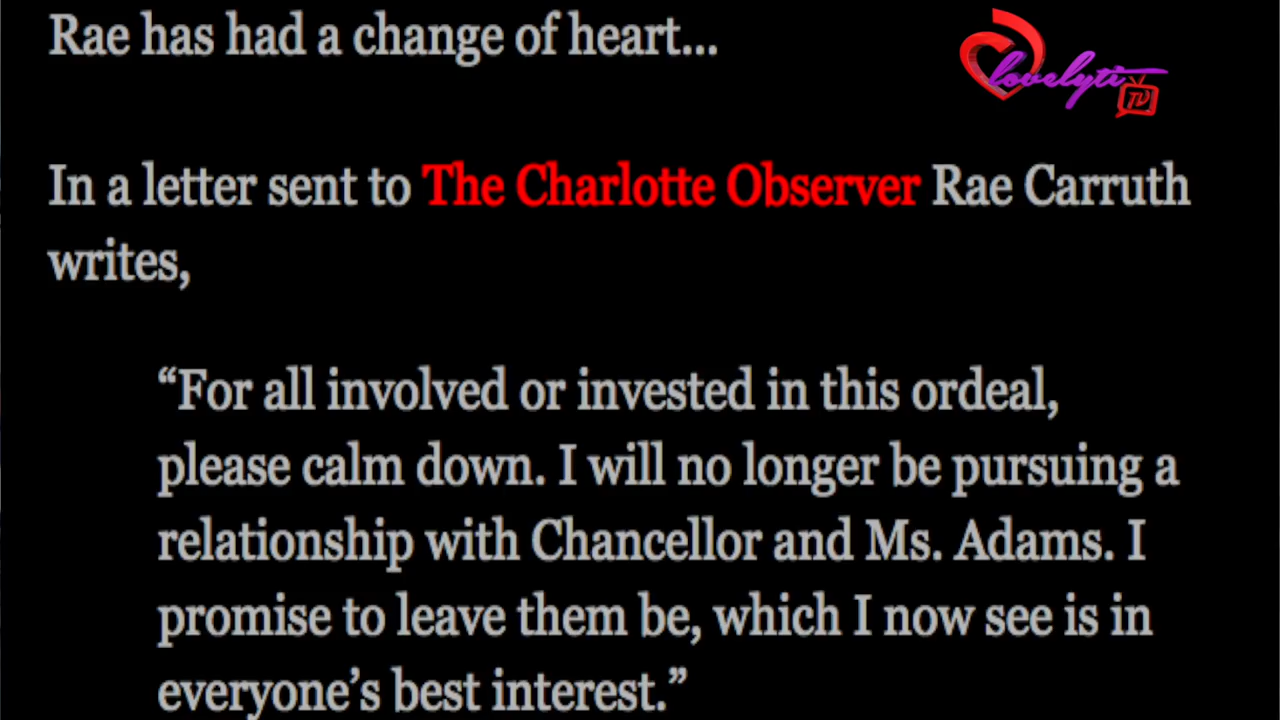 Rae has had a change of heart...
lovelyti
TV
In a letter sent to The Charlotte Observer Rae Carruth
writes,
“For all involved or invested in this ordeal,
please calm down. I will no longer be pursuing a
relationship with Chancellor and Ms. Adams. I
promise to leave them be, which I now see is in
everyone’s best interest.”